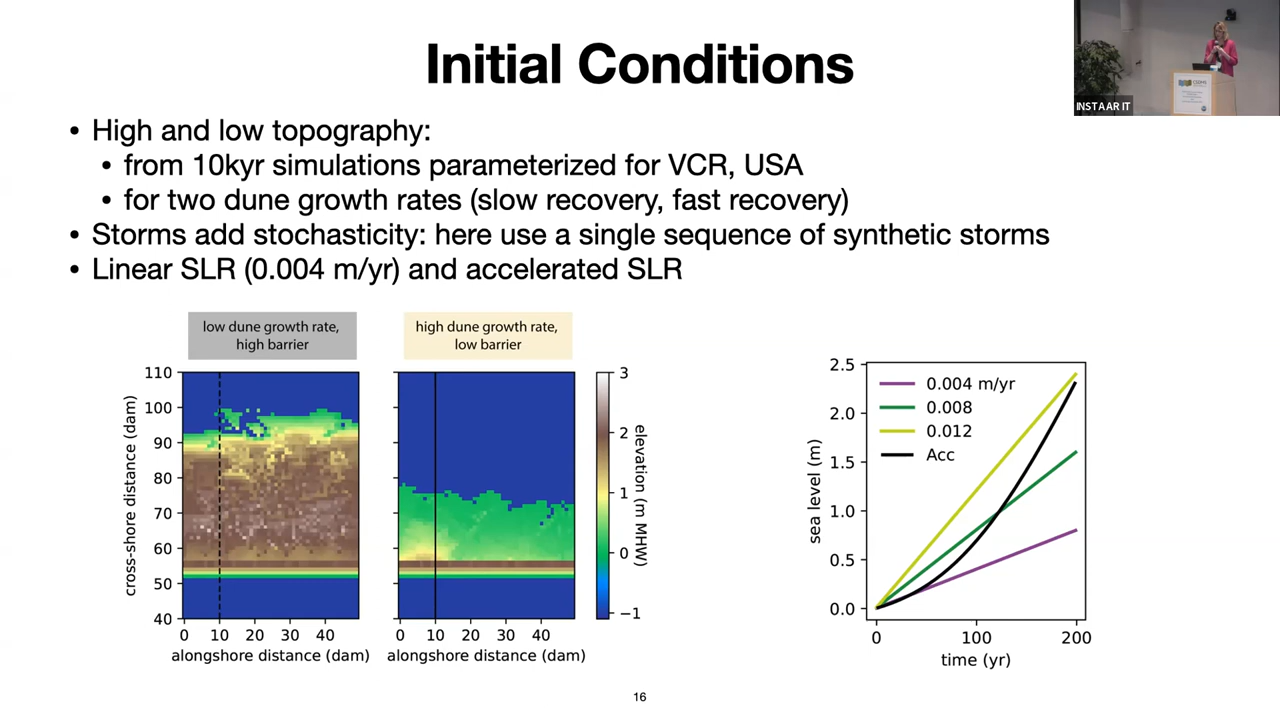 Initial Conditions
INSTAAR IT
CSDMS
• High and low topography:
• from 10kyr simulations parameterized for VCR, USA
• for two dune growth rates (slow recovery, fast recovery)
• Storms add stochasticity: here use a single sequence of synthetic storms
• Linear SLR (0.004 m/yr) and accelerated SLR
low dune growth rate,
high barrier
high dune growth rate,
low barrier
110
100
90
80
70
60
50
40
cross-shore distance (dam)
0 10 20 30 40
alongshore distance (dam)
0 10 20 30 40
alongshore distance (dam)
3
2
1
0
−1
elevation (m MHW)
2.5
2.0
1.5
1.0
0.5
0.0
sea level (m)
0.004 m/yr
0.008
0.012
Acc
0 100 200
time (yr)
16